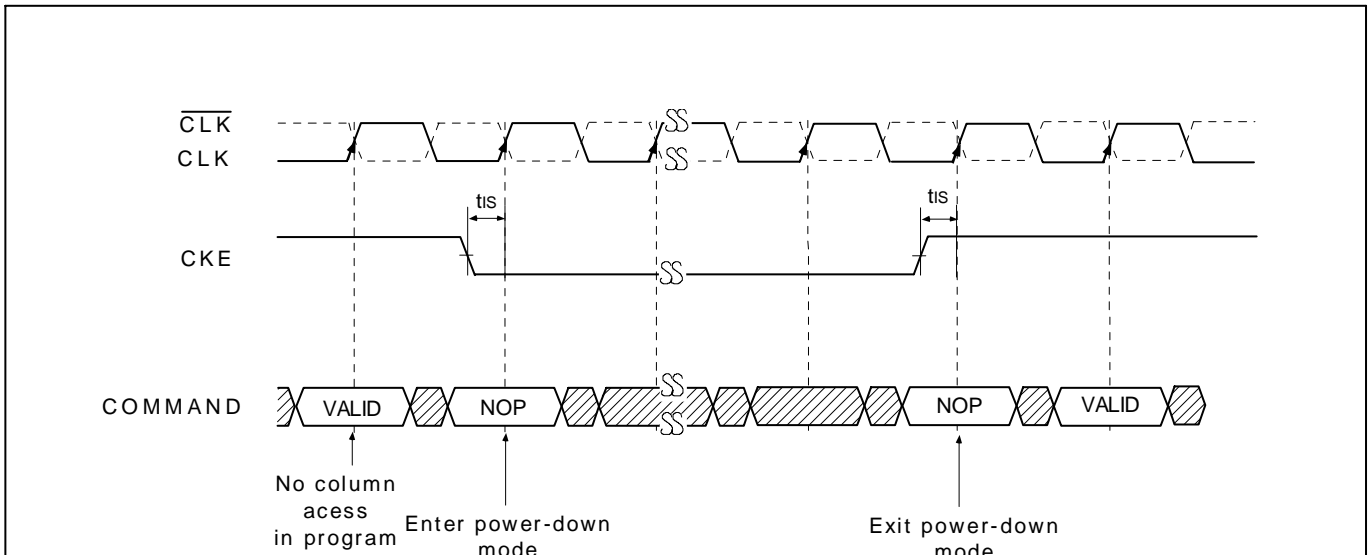 CLK
CLK
tIS
tIS
CKE
COMMAND
VALID
NOP
NOP
VALID
No column
acess
in program
Enter power-down
mode
Exit power-down
mode